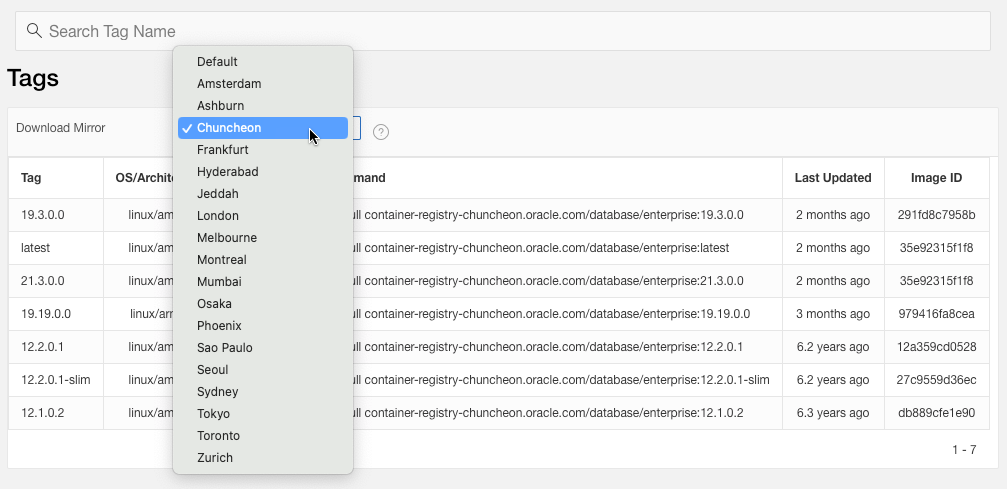 Search Tag Name
Tags
Download Mirror
?
Default
Amsterdam
Ashburn
✓ Chuncheon
Frankfurt
Hyderabad
Jeddah
London
Melbourne
Montreal
Mumbai
Osaka
Phoenix
Sao Paulo
Seoul
Sydney
Tokyo
Toronto
Zurich
Tag OS/Archite mand Last Updated Image ID
19.3.0.0 linux/am ull container-registry-chuncheon.oracle.com/database/enterprise:19.3.0.0 2 months ago 291fd8c7958b
latest linux/am ull container-registry-chuncheon.oracle.com/database/enterprise:latest 2 months ago 35e92315f1f8
21.3.0.0 linux/am ull container-registry-chuncheon.oracle.com/database/enterprise:21.3.0.0 2 months ago 35e92315f1f8
19.19.0.0 linux/arr ull container-registry-chuncheon.oracle.com/database/enterprise:19.19.0.0 3 months ago 979416fa8cea
12.2.0.1 linux/am ull container-registry-chuncheon.oracle.com/database/enterprise:12.2.0.1 6.2 years ago 12a359cd0528
12.2.0.1-slim linux/am ull container-registry-chuncheon.oracle.com/database/enterprise:12.2.0.1-slim 6.2 years ago 27c9559d36ec
12.1.0.2 linux/am ull container-registry-chuncheon.oracle.com/database/enterprise:12.1.0.2 6.3 years ago db889cfe1e90
1 - 7